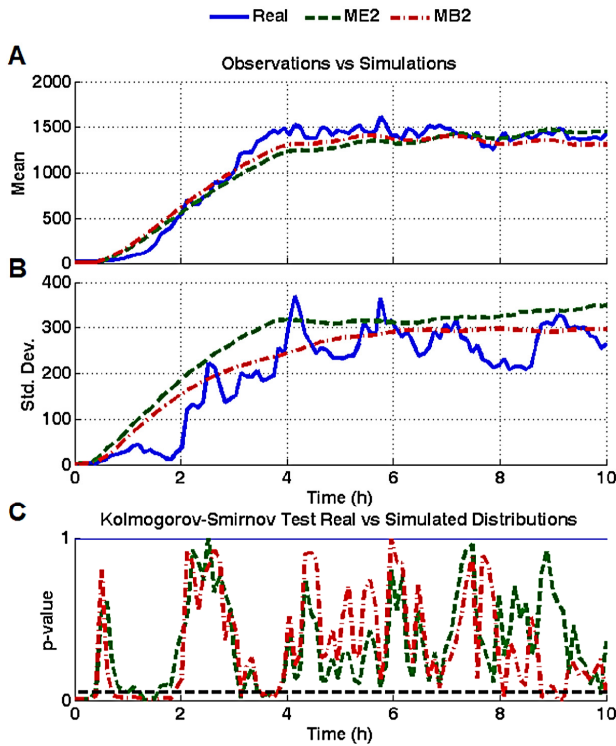 Real ME2 MB2
A
Observations vs Simulations
2000
1500
1000
500
0
Mean
B
400
300
200
100
0
Std. Dev.
0 2 4 6 8 10
Time (h)
C
Kolmogorov-Smirnov Test Real vs Simulated Distributions
1
0.5
0
p-value
0 2 4 6 8 10
Time (h)